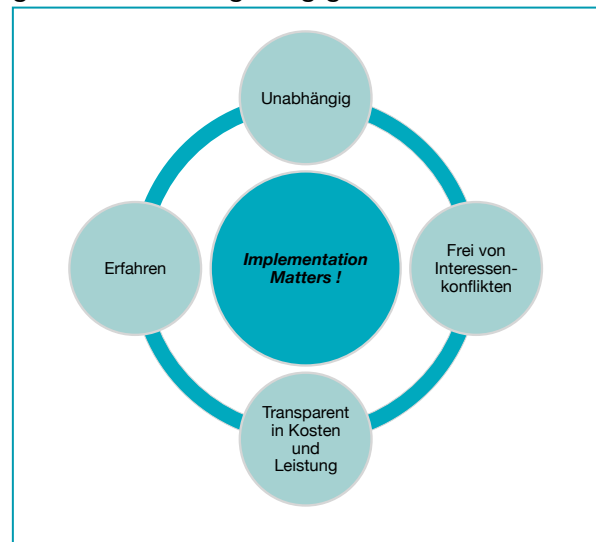 Unabhängig
Erfahren
Implementation
Matters !
Frei von
Interessen-
konflikten
Transparent
in Kosten
und
Leistung